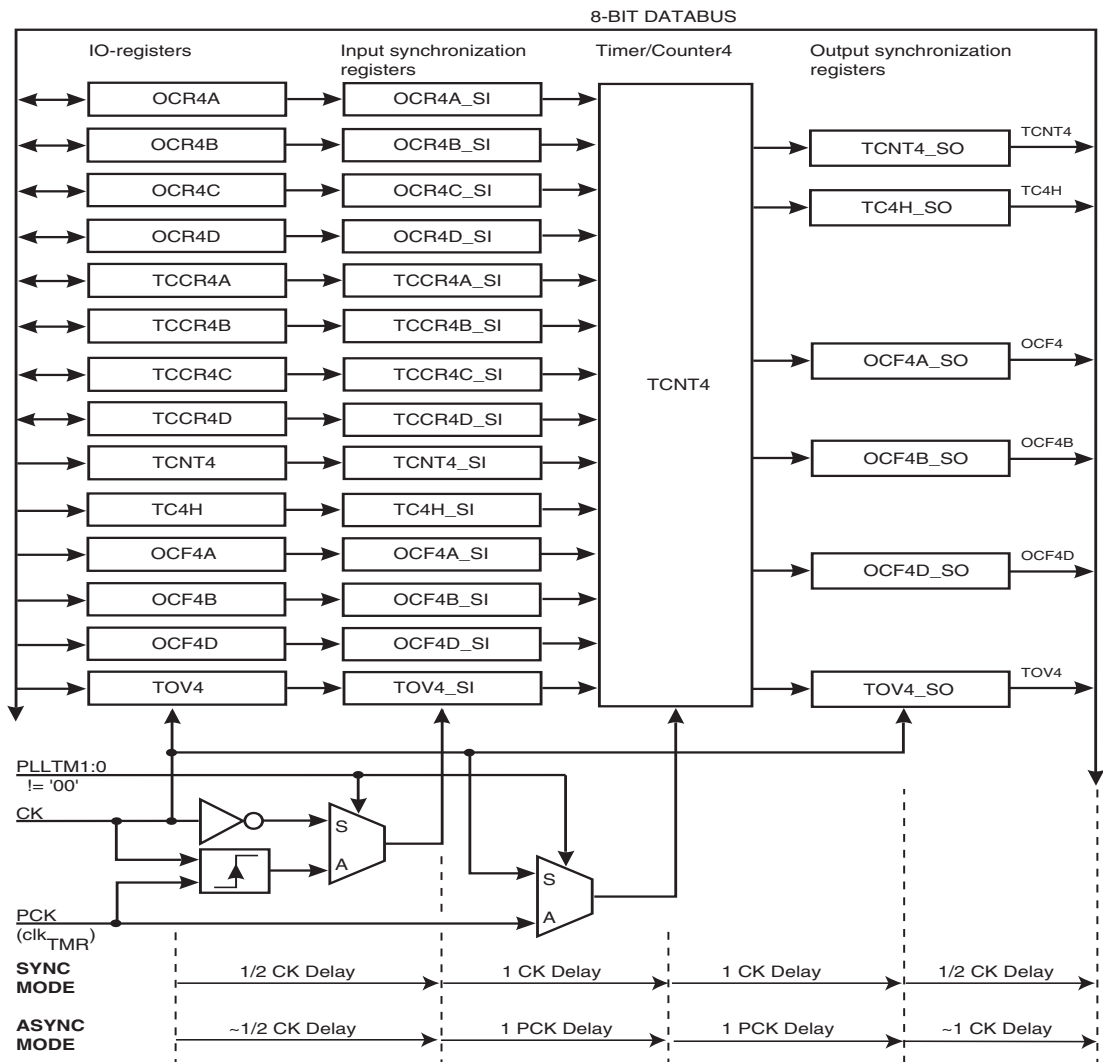 8-BIT DATABUS
IO-registers
Input synchronization
registers
Timer/Counter4
Output synchronization
registers
OCR4A
OCR4A_SI
OCR4B
OCR4B_SI
TCNT4_SO
TCNT4
OCR4C
OCR4C_SI
TC4H_SO
TC4H
OCR4D
OCR4D_SI
TCCR4A
TCCR4A_SI
TCCR4B
TCCR4B_SI
OCF4A_SO
OCF4
TCCR4C
TCCR4C_SI
TCNT4
TCCR4D
TCCR4D_SI
TCNT4
TCNT4_SI
OCF4B_SO
OCF4B
TC4H
TC4H_SI
OCF4A
OCF4A_SI
OCF4D_SO
OCF4D
OCF4B
OCF4B_SI
OCF4D
OCF4D_SI
TOV4
TOV4_SI
TOV4_SO
TOV4
PLLTM1:0
!= '00'
CK
S
A
S
A
PCK
(clkTMR)
SYNC
MODE
1/2 CK Delay
1 CK Delay
1 CK Delay
1/2 CK Delay
ASYNC
MODE
~1/2 CK Delay
1 PCK Delay
1 PCK Delay
~1 CK Delay